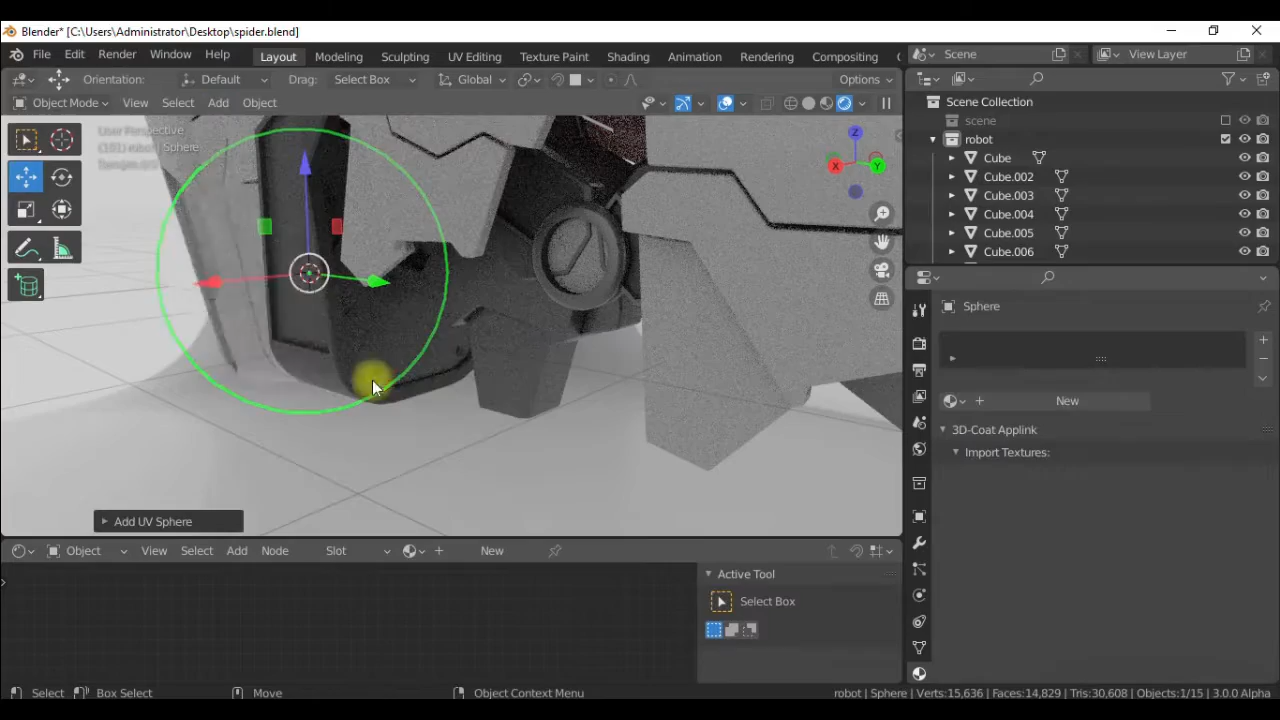 Blender* [C:\Users\Administrator\Desktop\spider.blend]
File Edit Render Window Help Layout Modeling Sculpting UV Editing Texture Paint Shading Animation Rendering Compositing Scene View Layer
Orientation: Default Drag: Select Box Global Options
Object Mode View Select Add Object
Scene Collection
scene
robot
Cube
Cube.002
Cube.003
Cube.004
Cube.005
Cube.006
User Perspective
(101) robot | Sphere
Z
X Y
Sphere
New
3D-Coat Applink
Import Textures:
Add UV Sphere
Object View Select Add Node Slot New
Active Tool
Select Box
Select Box Select Move Object Context Menu robot | Sphere | Verts:15,636 | Faces:14,829 | Tris:30,608 | Objects:1/15 | 3.0.0 Alpha